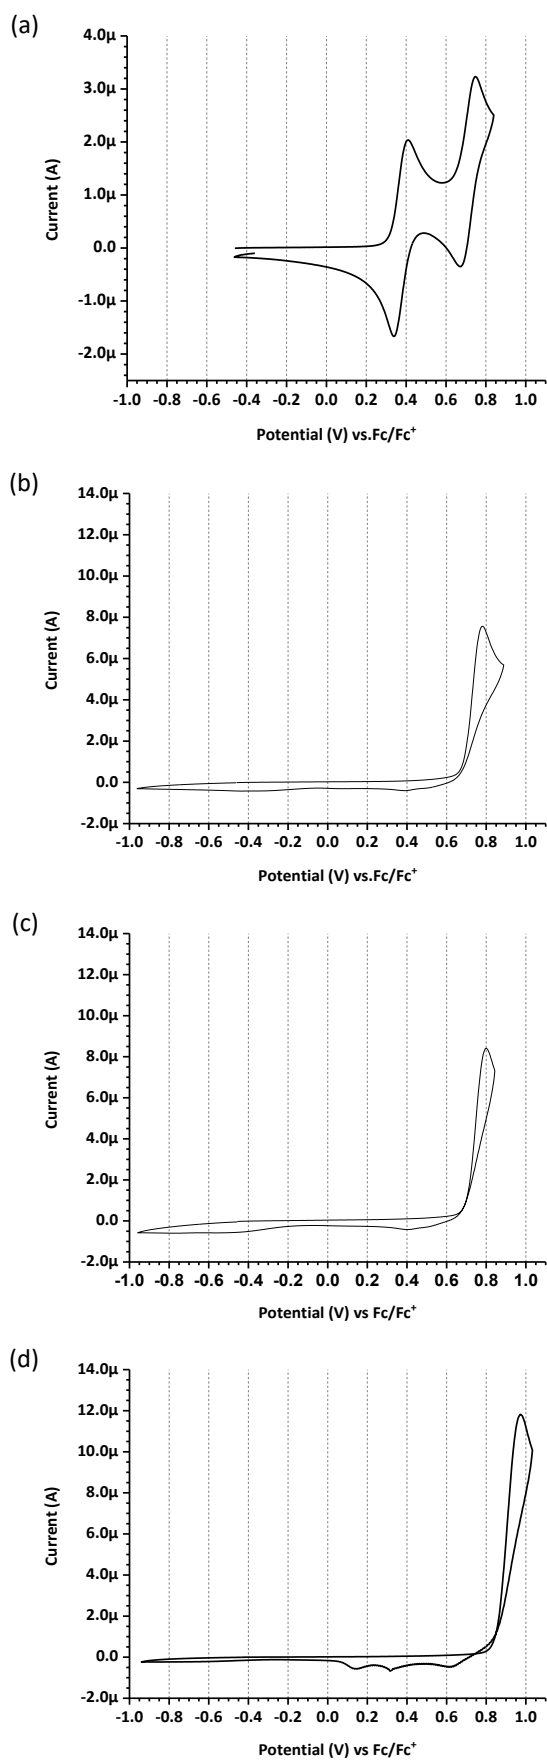 (a)
4.0µ
3.0µ
2.0µ
1.0µ
0.0
-1.0µ
-2.0µ
Current (A)
-1.0 -0.8 -0.6 -0.4 -0.2 0.0 0.2 0.4 0.6 0.8 1.0
Potential (V) vs.Fc/Fc⁺
(b)
14.0µ
12.0µ
10.0µ
8.0µ
6.0µ
4.0µ
2.0µ
0.0
-2.0µ
Current (A)
-1.0 -0.8 -0.6 -0.4 -0.2 0.0 0.2 0.4 0.6 0.8 1.0
Potential (V) vs.Fc/Fc⁺
(c)
14.0µ
12.0µ
10.0µ
8.0µ
6.0µ
4.0µ
2.0µ
0.0
-2.0µ
Current (A)
-1.0 -0.8 -0.6 -0.4 -0.2 0.0 0.2 0.4 0.6 0.8 1.0
Potential (V) vs Fc/Fc⁺
(d)
14.0µ
12.0µ
10.0µ
8.0µ
6.0µ
4.0µ
2.0µ
0.0
-2.0µ
Current (A)
-1.0 -0.8 -0.6 -0.4 -0.2 0.0 0.2 0.4 0.6 0.8 1.0
Potential (V) vs Fc/Fc⁺